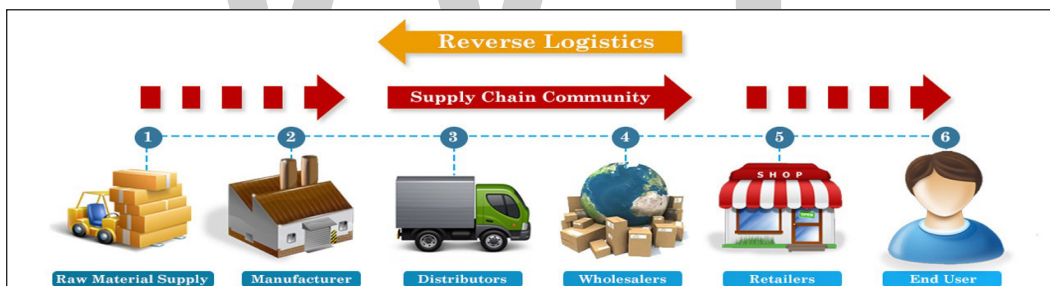 Reverse Logistics
Supply Chain Community
1 2 3 4 5 6
SHOP
OPEN
Raw Material Supply Manufacturer Distributors Wholesalers Retailers End User